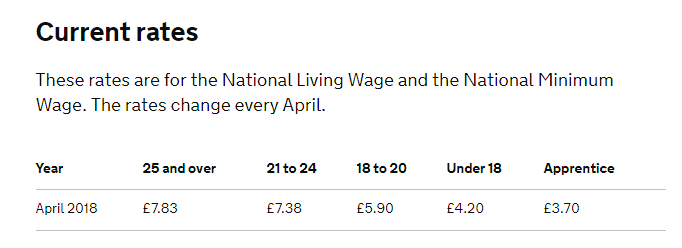 Current rates
These rates are for the National Living Wage and the National Minimum
Wage. The rates change every April.
Year 25 and over 21 to 24 18 to 20 Under 18 Apprentice
April 2018 £7.83 £7.38 £5.90 £4.20 £3.70